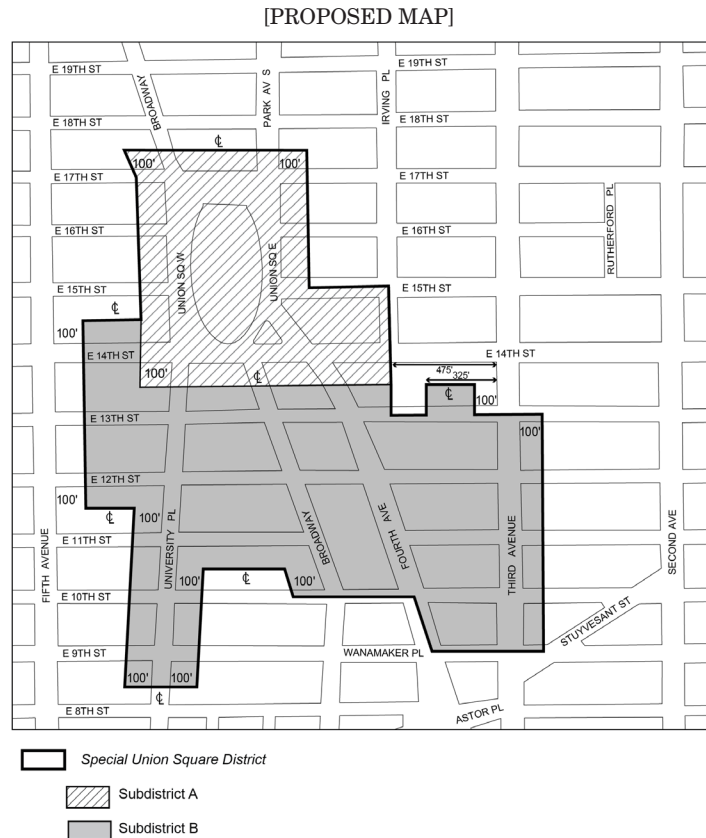 [PROPOSED MAP]
E 19TH ST
BROADWAY
PARK AV S
IRVING PL
E 19TH ST
E 18TH ST
E 18TH ST
℄
100'
100'
E 17TH ST
E 17TH ST
RUTHERFORD PL
E 16TH ST
E 16TH ST
UNION SQ W
UNION SQ E
E 15TH ST
E 15TH ST
℄
100'
E 14TH ST
E 14TH ST
475'
325'
100'
℄
℄
100'
E 13TH ST
100'
E 12TH ST
100'
℄
100'
UNIVERSITY PL
BROADWAY
FOURTH AVE
THIRD AVENUE
SECOND AVE
FIFTH AVENUE
E 11TH ST
100'
℄
100'
E 10TH ST
STUYVESANT ST
E 9TH ST
WANAMAKER PL
100'
100'
℄
E 8TH ST
ASTOR PL
Special Union Square District
Subdistrict A
Subdistrict B